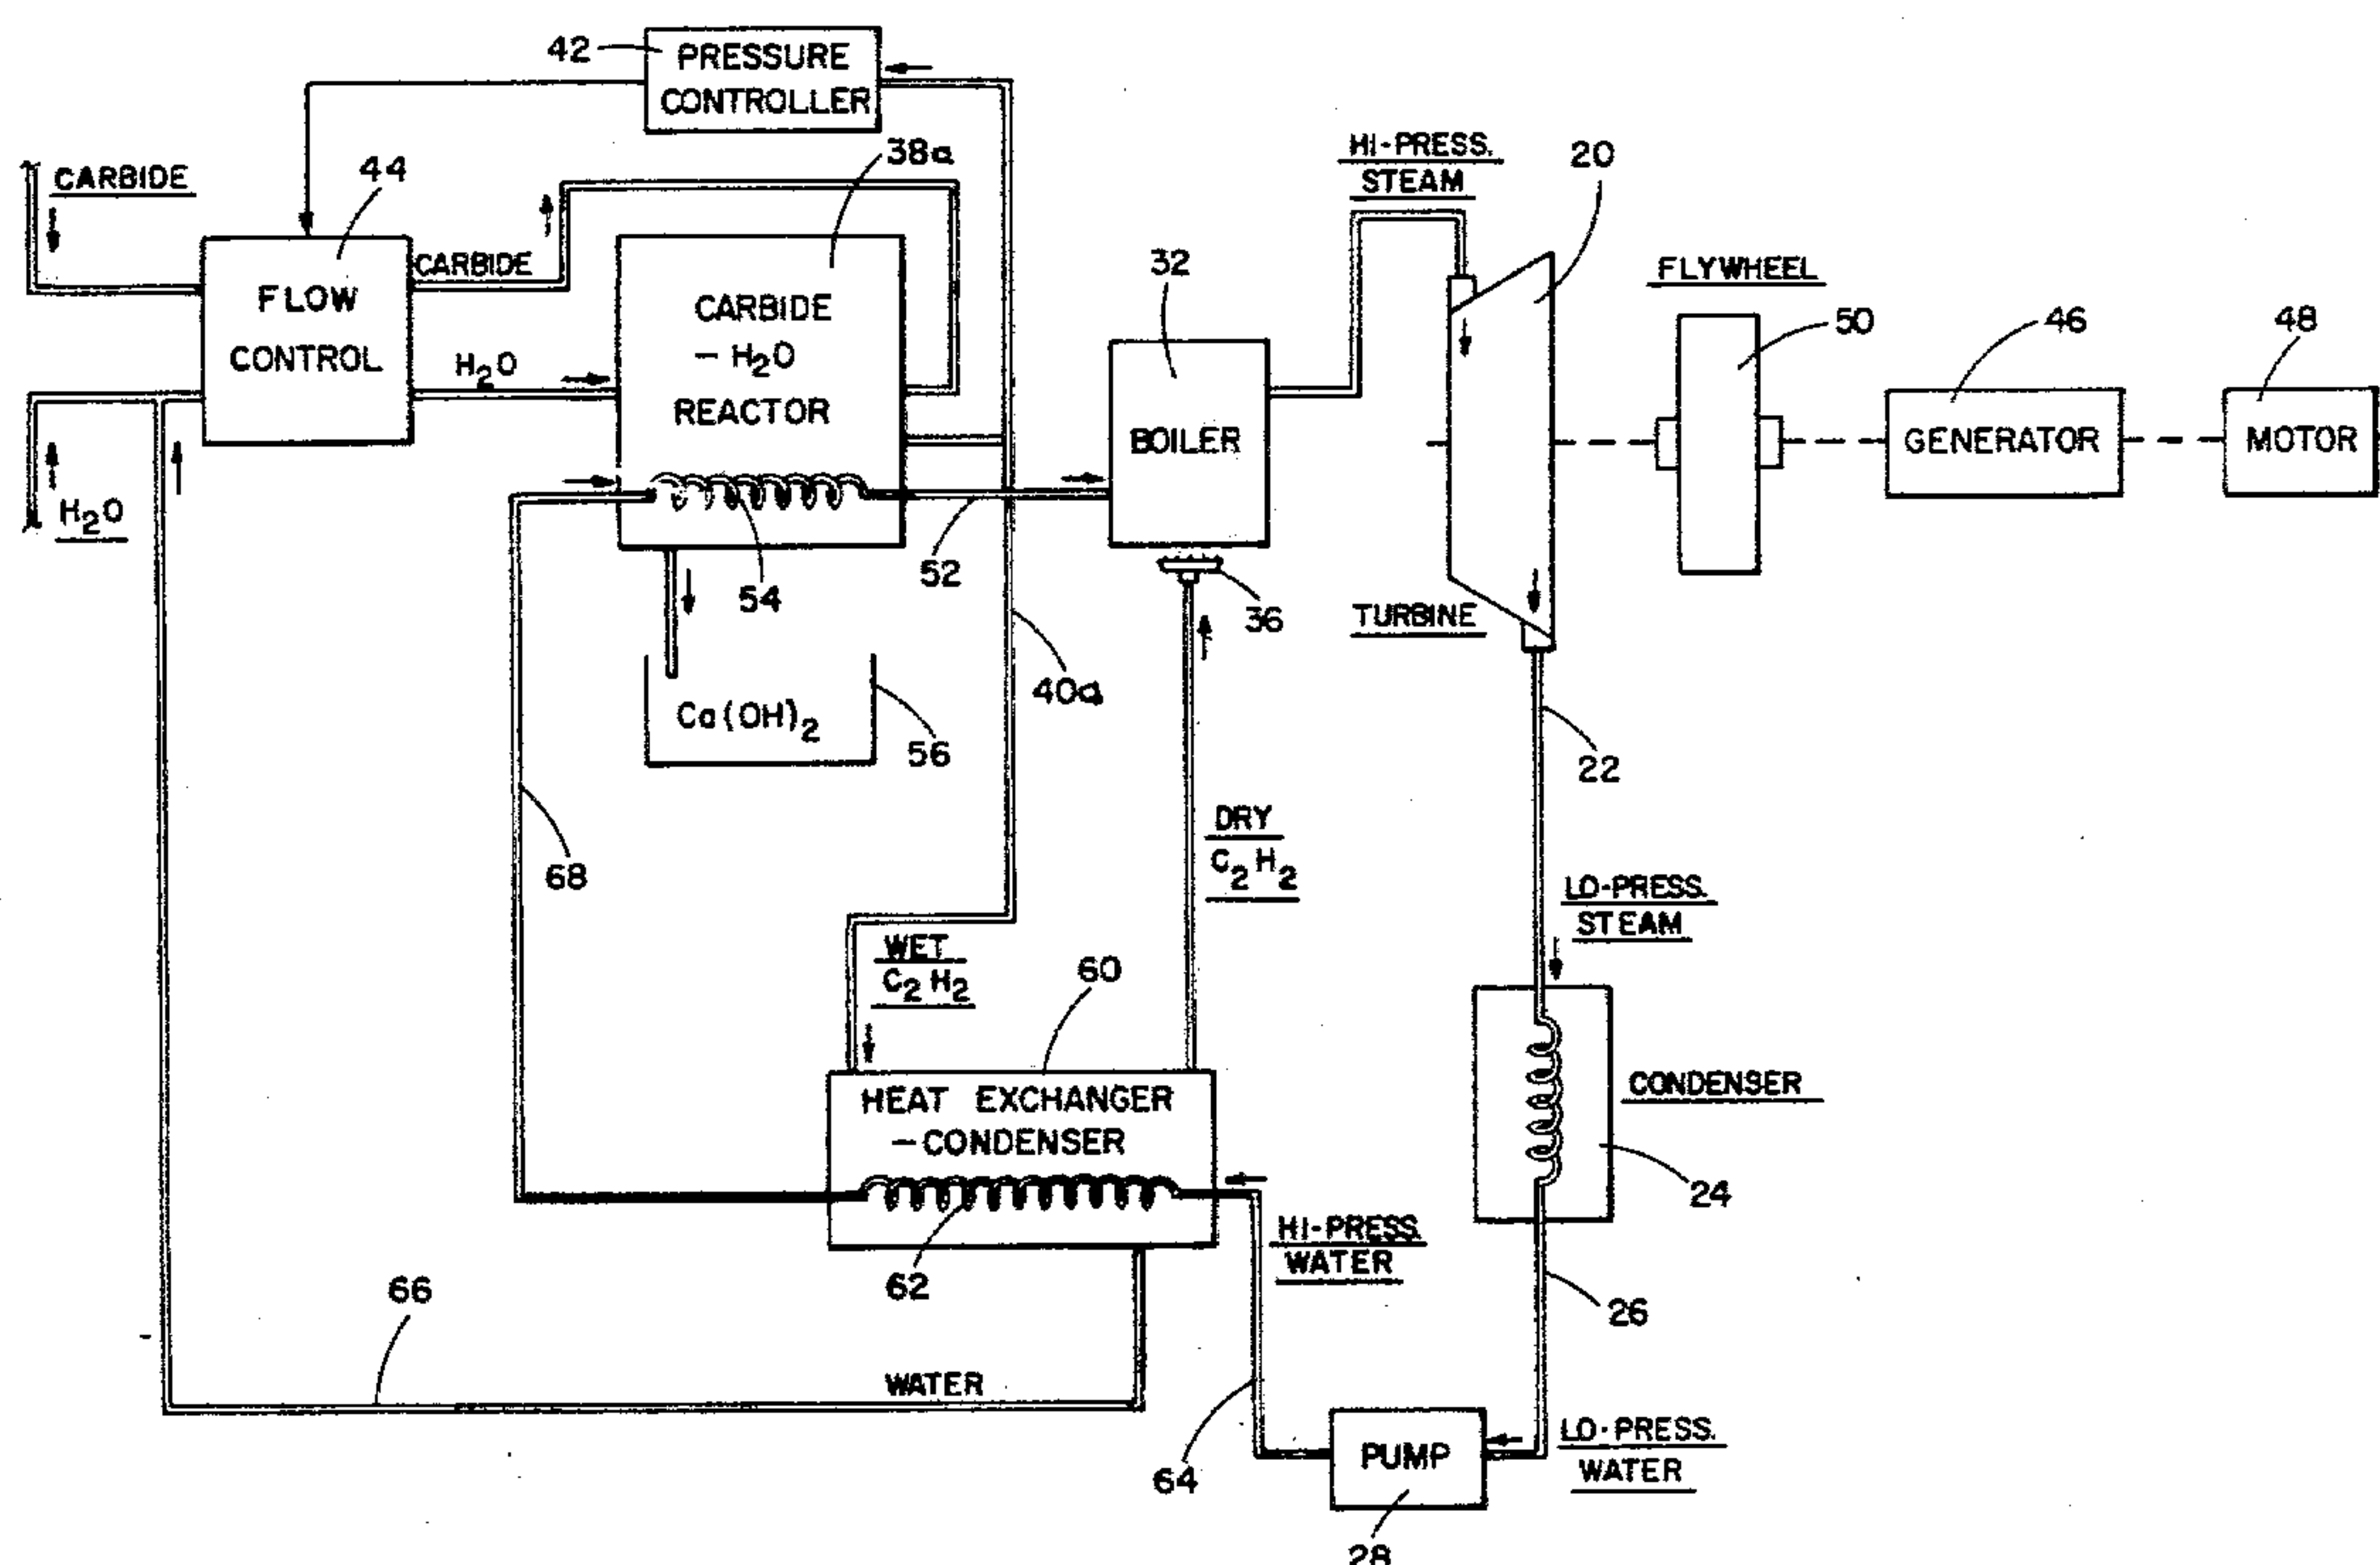 42
PRESSURE
CONTROLLER
CARBIDE
44
38a
HI-PRESS.
STEAM
20
FLOW
CONTROL
CARBIDE
H2O
H2O
CARBIDE
- H2O
REACTOR
32
BOILER
FLYWHEEL
50
46
GENERATOR
48
MOTOR
54
52
36
TURBINE
40a
Ca(OH)2
56
22
68
DRY
C2H2
LO-PRESS.
STEAM
WET
C2H2
60
HEAT EXCHANGER
-CONDENSER
CONDENSER
24
62
HI-PRESS.
WATER
66
26
WATER
64
PUMP
LO-PRESS.
WATER
28